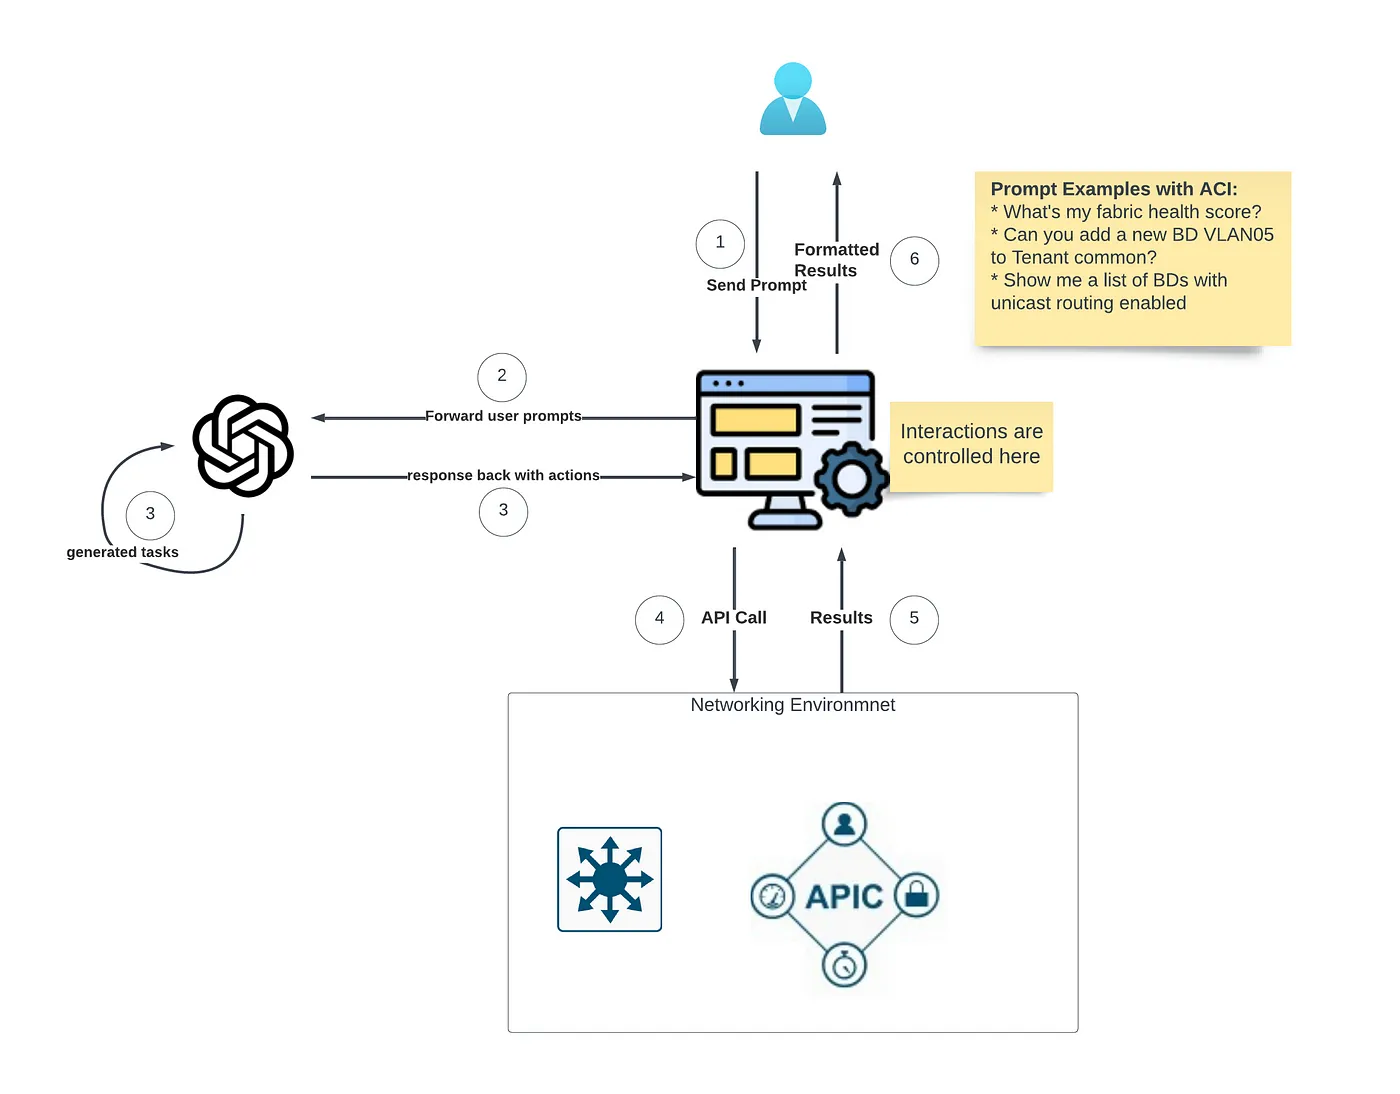 1
Send Prompt
Formatted
Results
6
Prompt Examples with ACI:
* What's my fabric health score?
* Can you add a new BD VLAN05
to Tenant common?
* Show me a list of BDs with
unicast routing enabled
2
Forward user prompts
response back with actions
3
3
generated tasks
Interactions are
controlled here
4
API Call
Results
5
Networking Environmnet
APIC